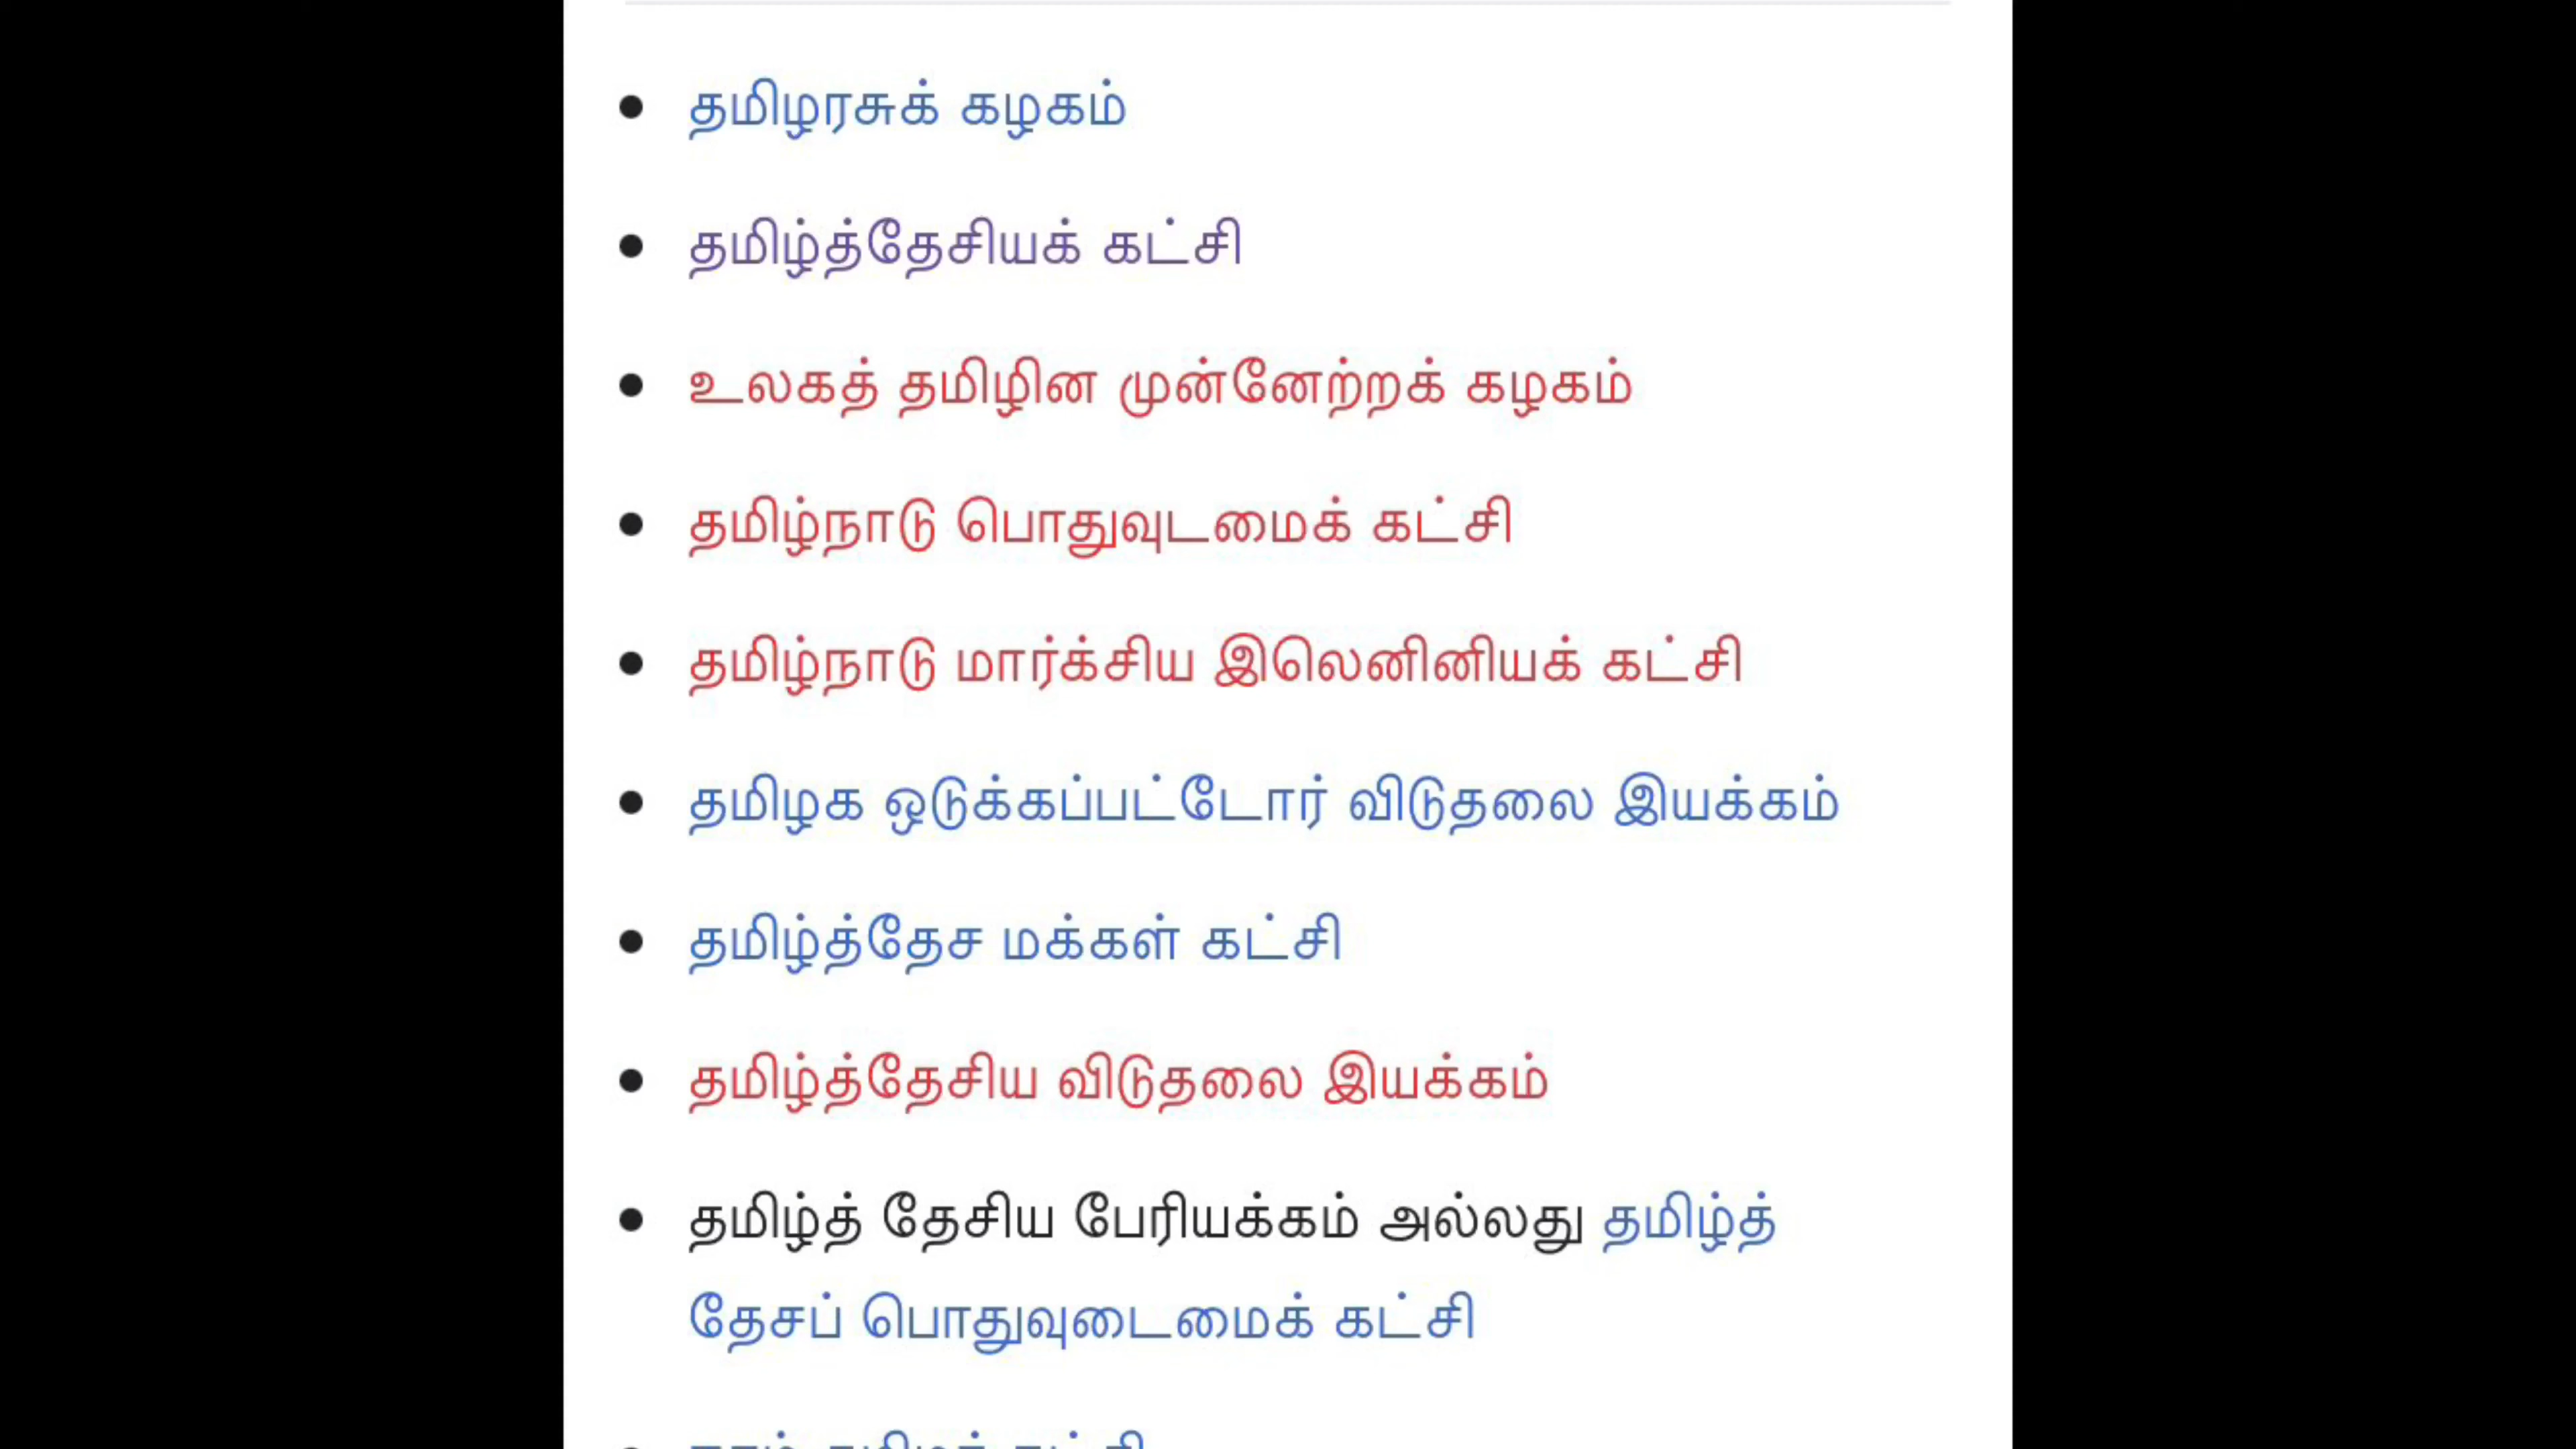 தமிழரசுக் கழகம்
தமிழ்த்தேசியக் கட்சி
உலகத் தமிழின முன்னேற்றக் கழகம்
தமிழ்நாடு பொதுவுடமைக் கட்சி
தமிழ்நாடு மார்க்சிய இலெனினியக் கட்சி
தமிழக ஒடுக்கப்பட்டோர் விடுதலை இயக்கம்
தமிழ்த்தேச மக்கள் கட்சி
தமிழ்த்தேசிய விடுதலை இயக்கம்
தமிழ்த் தேசிய பேரியக்கம் அல்லது தமிழ்த்
தேசப் பொதுவுடைமைக் கட்சி